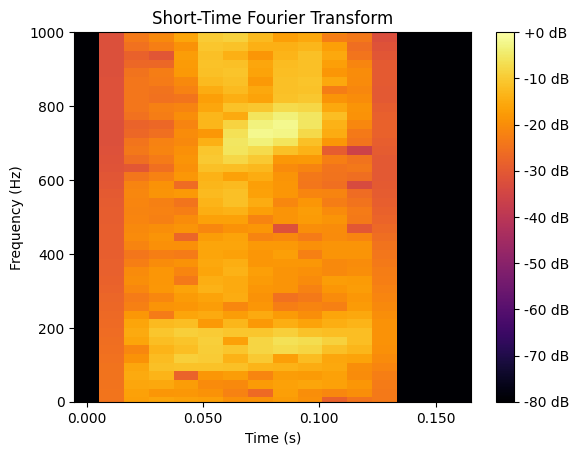 Short-Time Fourier Transform
Frequency (Hz)
1000
800
600
400
200
0
0.000
0.050
0.100
0.150
Time (s)
+0 dB
-10 dB
-20 dB
-30 dB
-40 dB
-50 dB
-60 dB
-70 dB
-80 dB